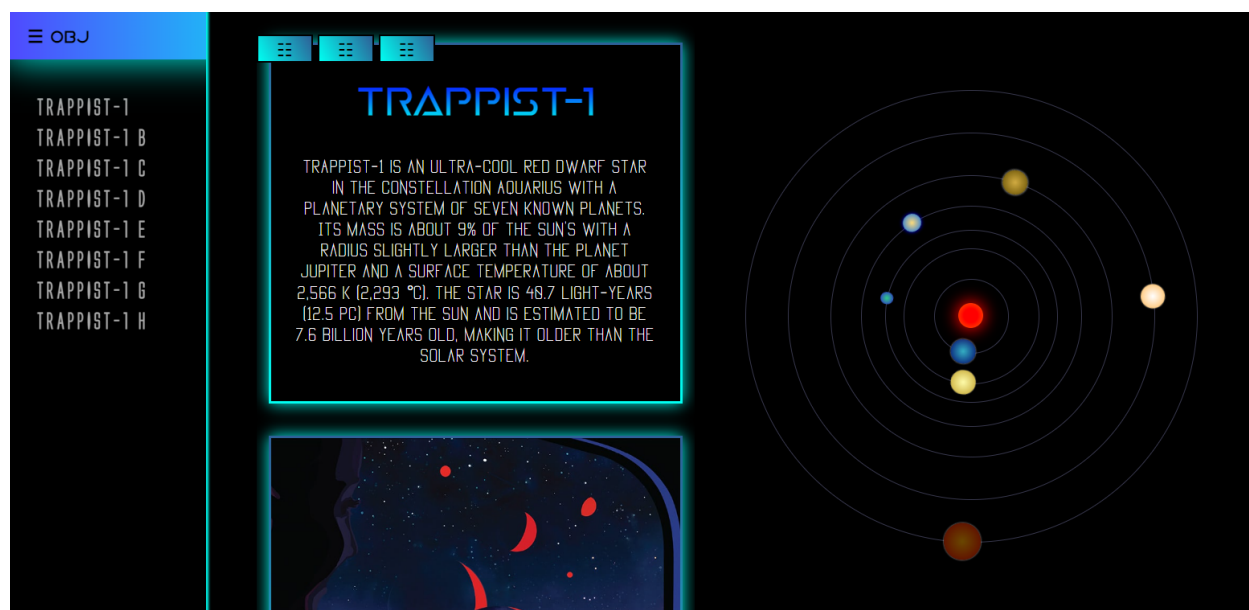 ☰ OBJ
TRAPPIST-1
TRAPPIST-1 B
TRAPPIST-1 C
TRAPPIST-1 D
TRAPPIST-1 E
TRAPPIST-1 F
TRAPPIST-1 G
TRAPPIST-1 H
TRAPPIST-1
TRAPPIST-1 IS AN ULTRA-COOL RED DWARF STAR
IN THE CONSTELLATION AQUARIUS WITH A
PLANETARY SYSTEM OF SEVEN KNOWN PLANETS.
ITS MASS IS ABOUT 9% OF THE SUN'S WITH A
RADIUS SLIGHTLY LARGER THAN THE PLANET
JUPITER AND A SURFACE TEMPERATURE OF ABOUT
2,566 K (2,293 °C). THE STAR IS 40.7 LIGHT-YEARS
(12.5 PC) FROM THE SUN AND IS ESTIMATED TO BE
7.6 BILLION YEARS OLD, MAKING IT OLDER THAN THE
SOLAR SYSTEM.